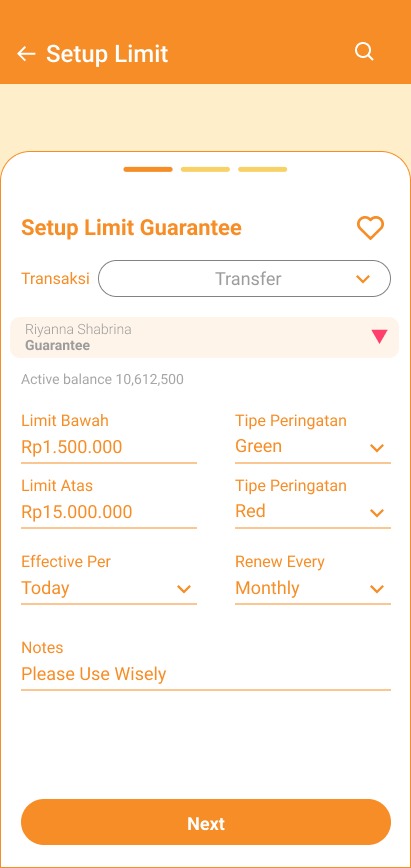 Setup Limit
Setup Limit Guarantee
Transaksi Transfer
Riyanna Shabrina
Guarantee
Active balance 10,612,500
Limit Bawah Tipe Peringatan
Rp1.500.000 Green
Limit Atas Tipe Peringatan
Rp15.000.000 Red
Effective Per Renew Every
Today Monthly
Notes
Please Use Wisely
Next